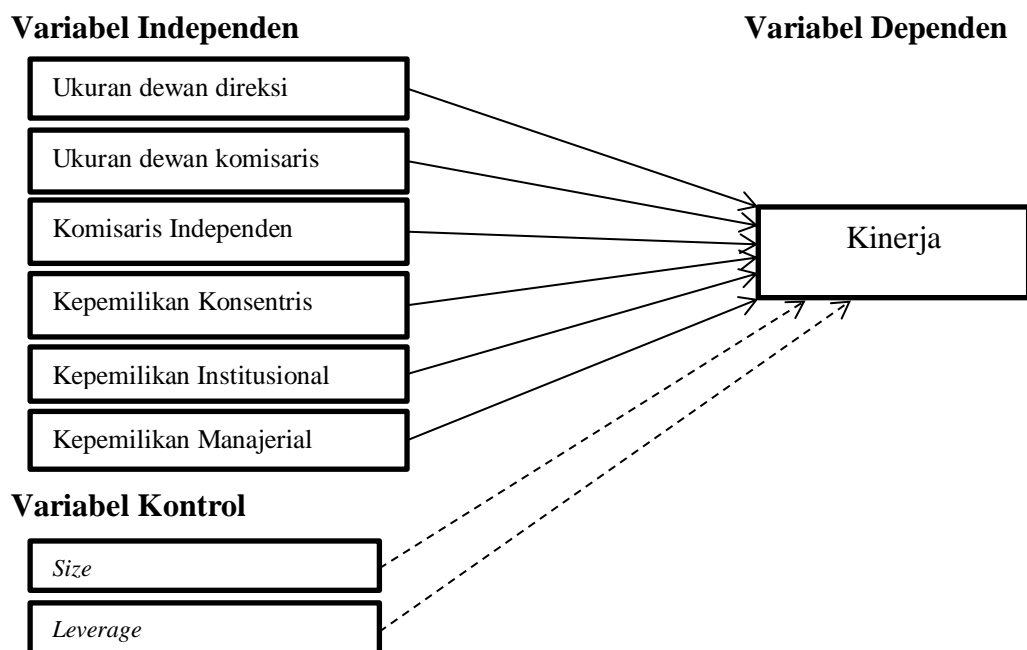 Variabel Independen
Variabel Dependen
Ukuran dewan direksi
Ukuran dewan komisaris
Komisaris Independen
Kepemilikan Konsentris
Kepemilikan Institusional
Kepemilikan Manajerial
Kinerja
Variabel Kontrol
Size
Leverage